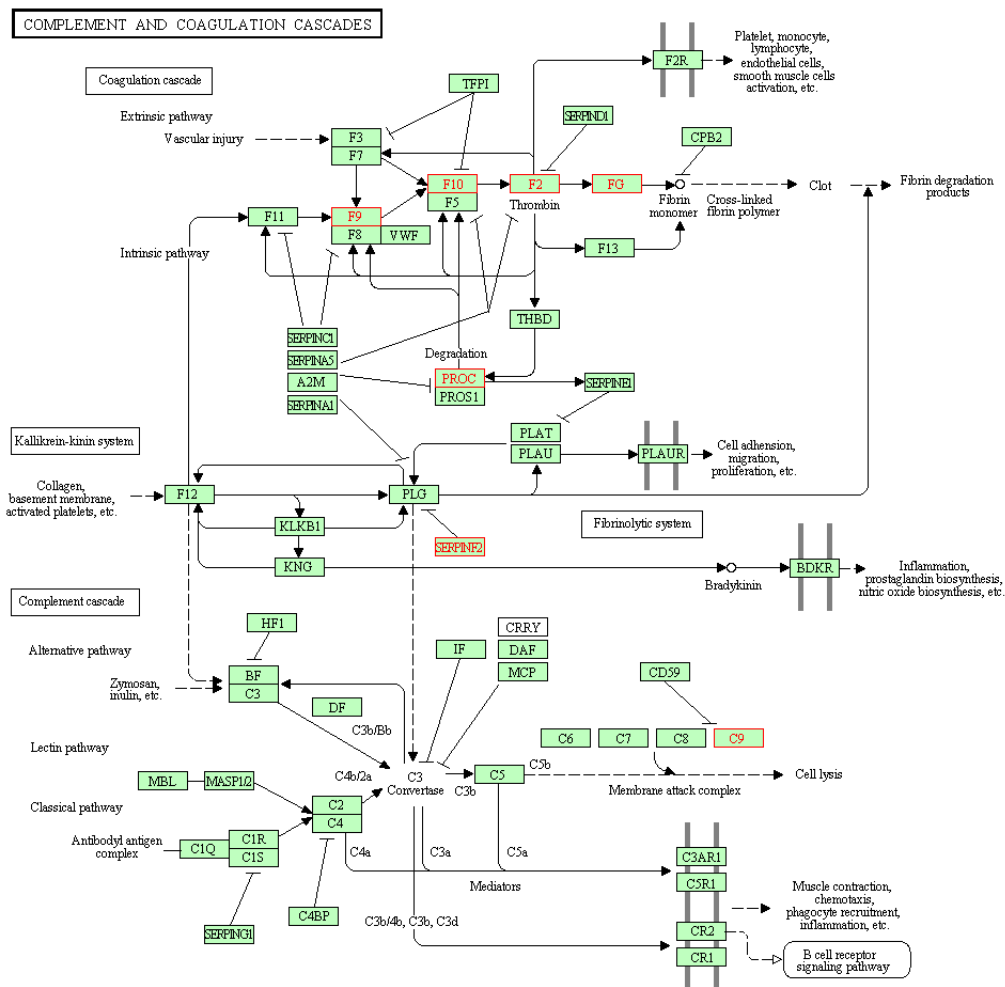 COMPLEMENT AND COAGULATION CASCADES
Coagulation cascade
Extrinsic pathway
Vascular injury
F3
F7
TFPI
F2R
Platelet, monocyte,
lymphocyte,
endothelial cells,
smooth muscle cells
activation, etc.
SERPIND1
CPB2
F10
F5
F2
Thrombin
FG
Fibrin
monomer
Cross-linked
fibrin polymer
Clot
Fibrin degradation
products
F11
F9
F8
VWF
F13
Intrinsic pathway
THBD
SERPINC1
SERPINA5
A2M
SERPINA1
Degradation
PROC
PROS1
SERPINE1
PLAT
PLAU
PLAUR
Cell adhension,
migration,
proliferation, etc.
Kallikrein-kinin system
Collagen,
basement membrane,
activated platelets, etc.
F12
PLG
KLKB1
KNG
SERPINF2
Fibrinolytic system
Bradykinin
BDKR
Inflammation,
prostaglandin biosynthesis,
nitric oxide biosynthesis, etc.
Complement cascade
Alternative pathway
Zymosan,
inulin, etc.
HF1
BF
C3
DF
C3b/Bb
IF
CRRY
DAF
MCP
CD59
C6
C7
C8
C9
Lectin pathway
MBL
MASP1/2
C4b/2a
C3
Convertase
C3b
C5
C5b
Membrane attack complex
Cell lysis
Classical pathway
Antibodyl antigen
complex
C1Q
C1R
C1S
C2
C4
C4a
C3a
C5a
Mediators
SERPING1
C4BP
C3b/4b, C3b, C3d
C3AR1
C5R1
CR2
CR1
Muscle contraction,
chemotaxis,
phagocyte recruitment,
inflammation, etc.
B cell receptor
signaling pathway